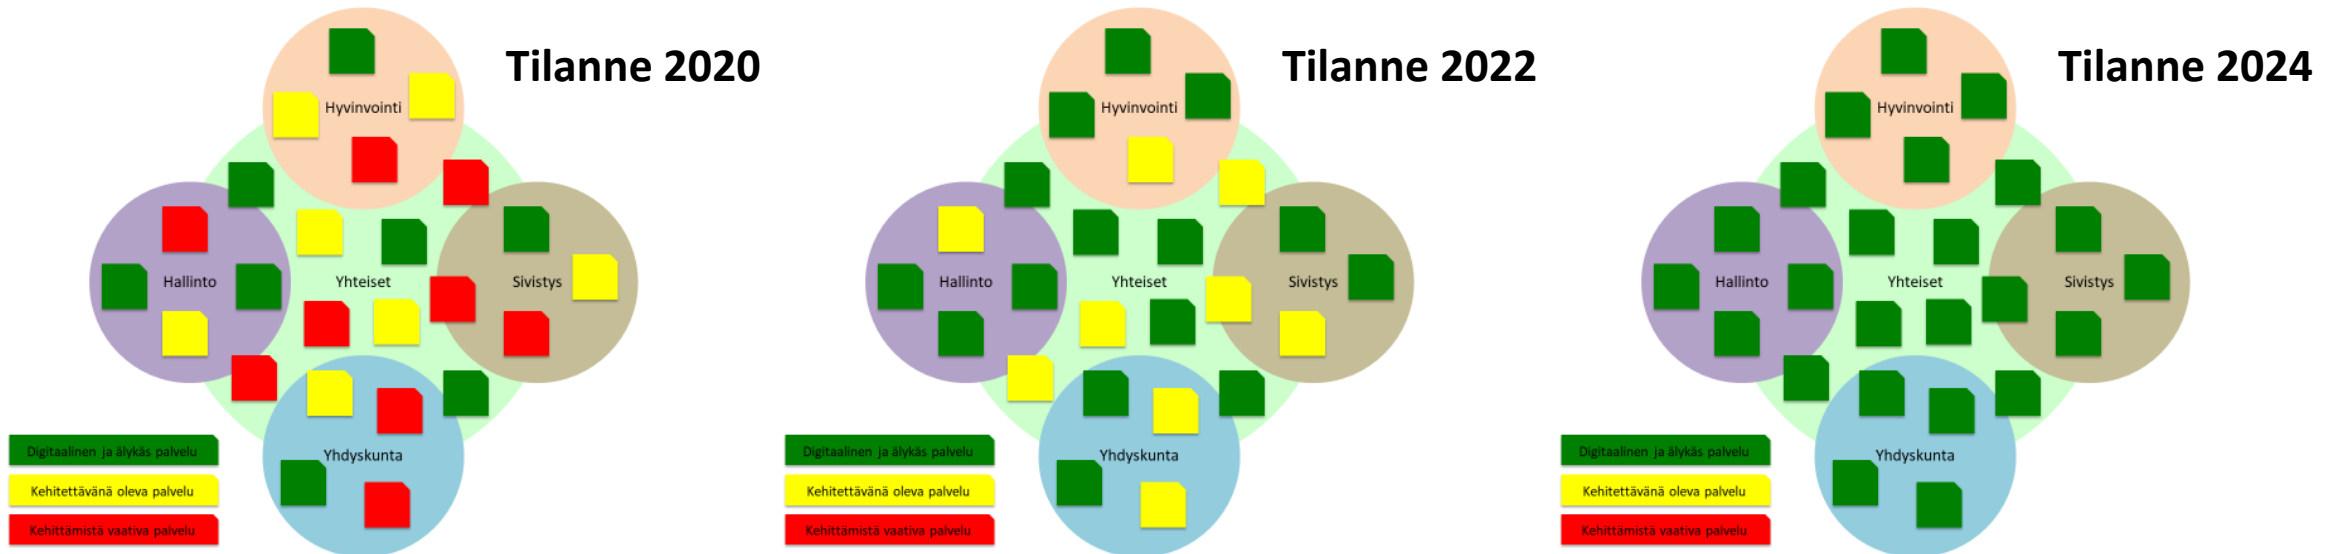 Tilanne 2020
Hyvinvointi
Hallinto
Yhteiset
Sivistys
Yhdyskunta
Digitaalinen ja älykäs palvelu
Kehitettävänä oleva palvelu
Kehittämistä vaativa palvelu
Tilanne 2022
Hyvinvointi
Hallinto
Yhteiset
Sivistys
Yhdyskunta
Digitaalinen ja älykäs palvelu
Kehitettävänä oleva palvelu
Kehittämistä vaativa palvelu
Tilanne 2024
Hyvinvointi
Hallinto
Yhteiset
Sivistys
Yhdyskunta
Digitaalinen ja älykäs palvelu
Kehitettävänä oleva palvelu
Kehittämistä vaativa palvelu